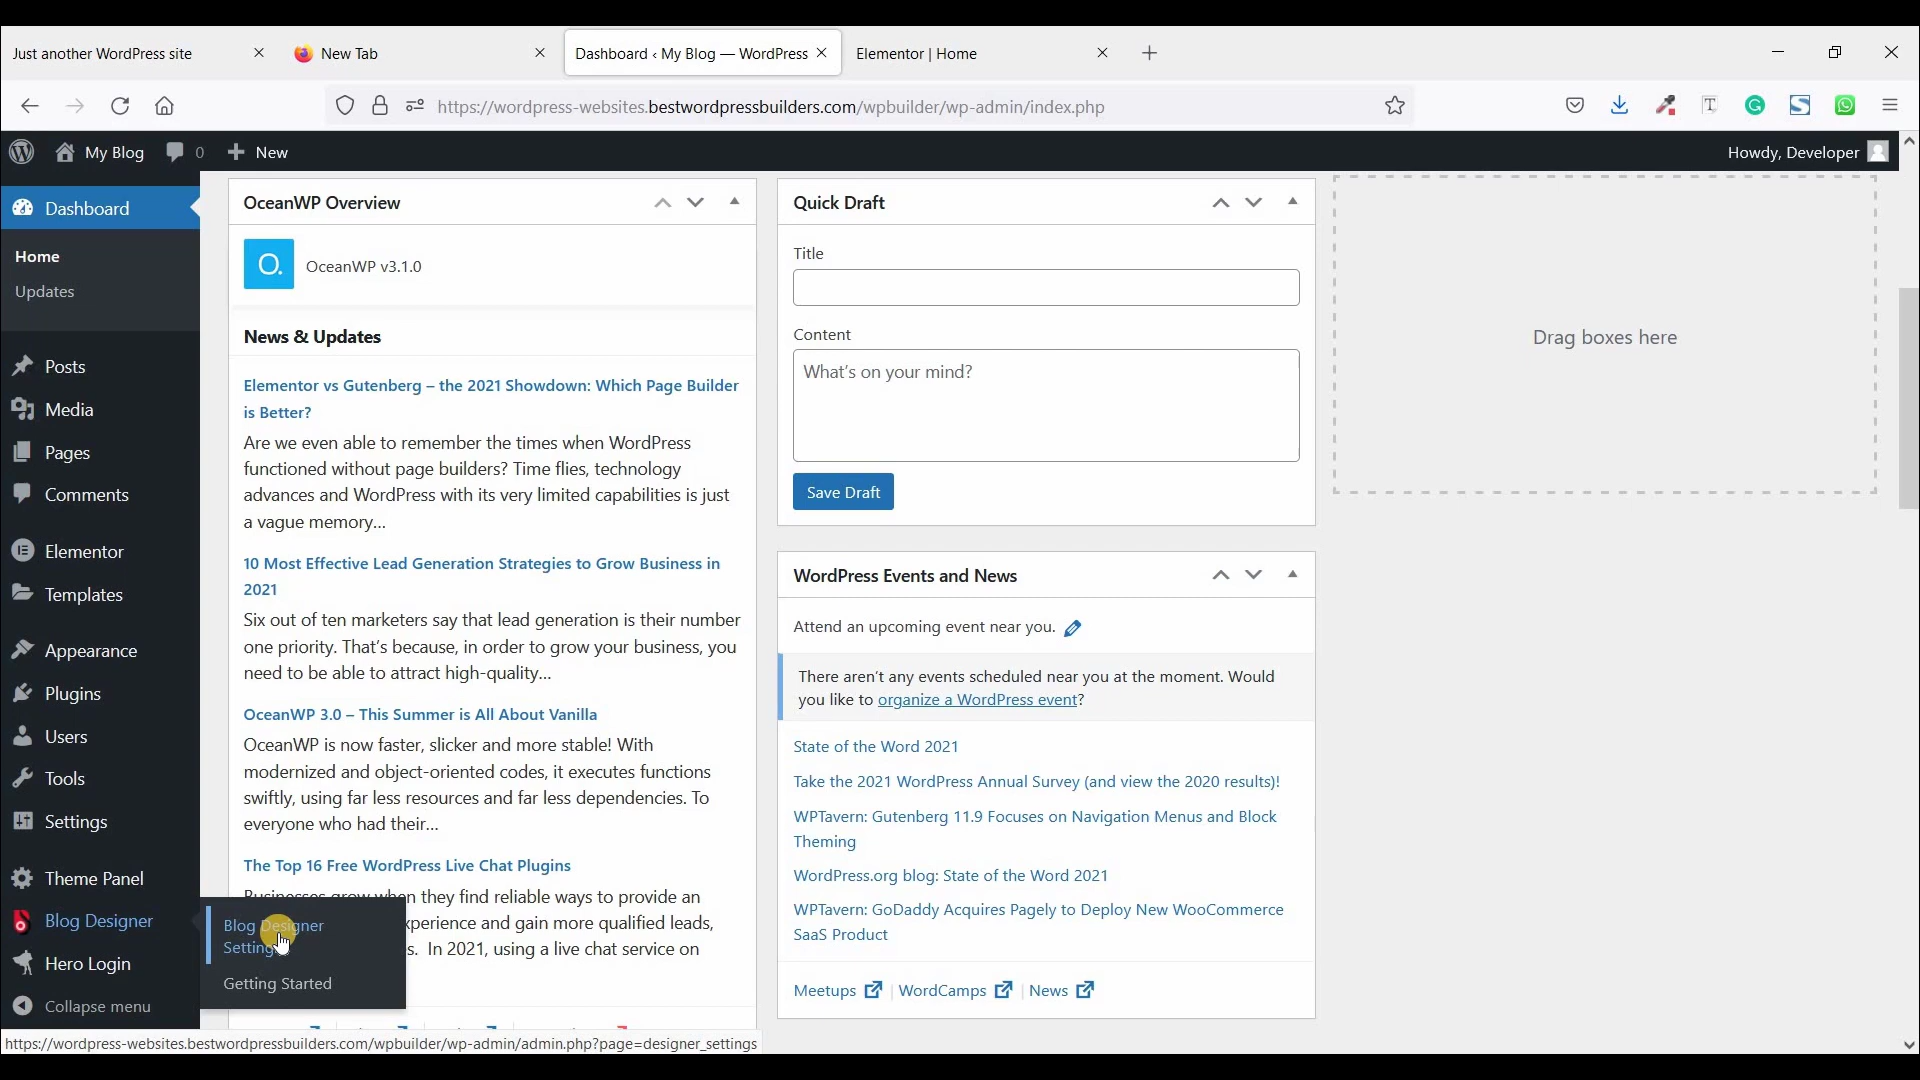 Just another WordPress site
New Tab
Dashboard ‹ My Blog — WordPress
Elementor | Home
https://wordpress-websites.bestwordpressbuilders.com/wpbuilder/wp-admin/index.php
My Blog
0
New
Howdy, Developer
Dashboard
Home
Updates
Posts
Media
Pages
Comments
Elementor
Templates
Appearance
Plugins
Users
Tools
Settings
Theme Panel
Blog Designer
Hero Login
Collapse menu
Blog Designer
Settings
Getting Started
OceanWP Overview
O.
OceanWP v3.1.0
News & Updates
Elementor vs Gutenberg – the 2021 Showdown: Which Page Builder
is Better?
Are we even able to remember the times when WordPress
functioned without page builders? Time flies, technology
advances and WordPress with its very limited capabilities is just
a vague memory...
10 Most Effective Lead Generation Strategies to Grow Business in
2021
Six out of ten marketers say that lead generation is their number
one priority. That's because, in order to grow your business, you
need to be able to attract high-quality...
OceanWP 3.0 – This Summer is All About Vanilla
OceanWP is now faster, slicker and more stable! With
modernized and object-oriented codes, it executes functions
swiftly, using far less resources and far less dependencies. To
everyone who had their...
The Top 16 Free WordPress Live Chat Plugins
Businesses grow when they find reliable ways to provide an
xperience and gain more qualified leads,
s. In 2021, using a live chat service on
Quick Draft
Title
Content
What's on your mind?
Save Draft
WordPress Events and News
Attend an upcoming event near you.
There aren't any events scheduled near you at the moment. Would
you like to organize a WordPress event?
State of the Word 2021
Take the 2021 WordPress Annual Survey (and view the 2020 results)!
WPTavern: Gutenberg 11.9 Focuses on Navigation Menus and Block
Theming
WordPress.org blog: State of the Word 2021
WPTavern: GoDaddy Acquires Pagely to Deploy New WooCommerce
SaaS Product
Meetups | WordCamps | News
Drag boxes here
https://wordpress-websites.bestwordpressbuilders.com/wpbuilder/wp-admin/admin.php?page=designer_settings